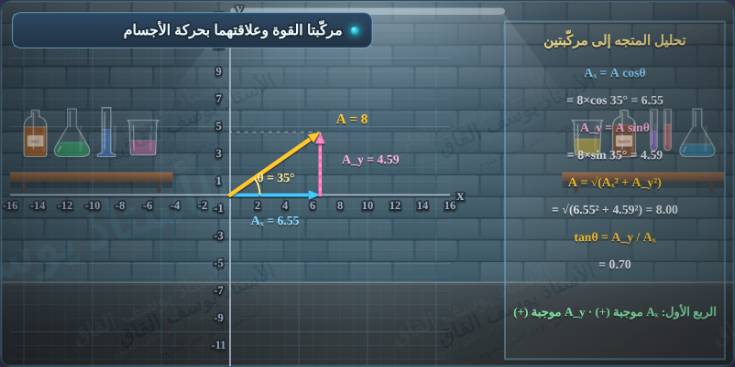 مركّبتا القوة وعلاقتهما بحركة الأجسام
Y
9
7
5
3
1
-1
-3
-5
-7
-9
-11
-16 -14 -12 -10 -8 -6 -4 -2 2 4 6 8 10 12 14 16 X
A = 8
A_y = 4.59
θ = 35°
Aₓ = 6.55
تحليل المتجه إلى مركّبتين
Aₓ = A cosθ
= 8×cos 35° = 6.55
A_y = A sinθ
= 8×sin 35° = 4.59
A = √(Aₓ² + A_y²)
= √(6.55² + 4.59²) = 8.00
tanθ = A_y / Aₓ
= 0.70
الربع الأول: Aₓ موجبة (+) · A_y موجبة (+)
الأستاذ يوسف